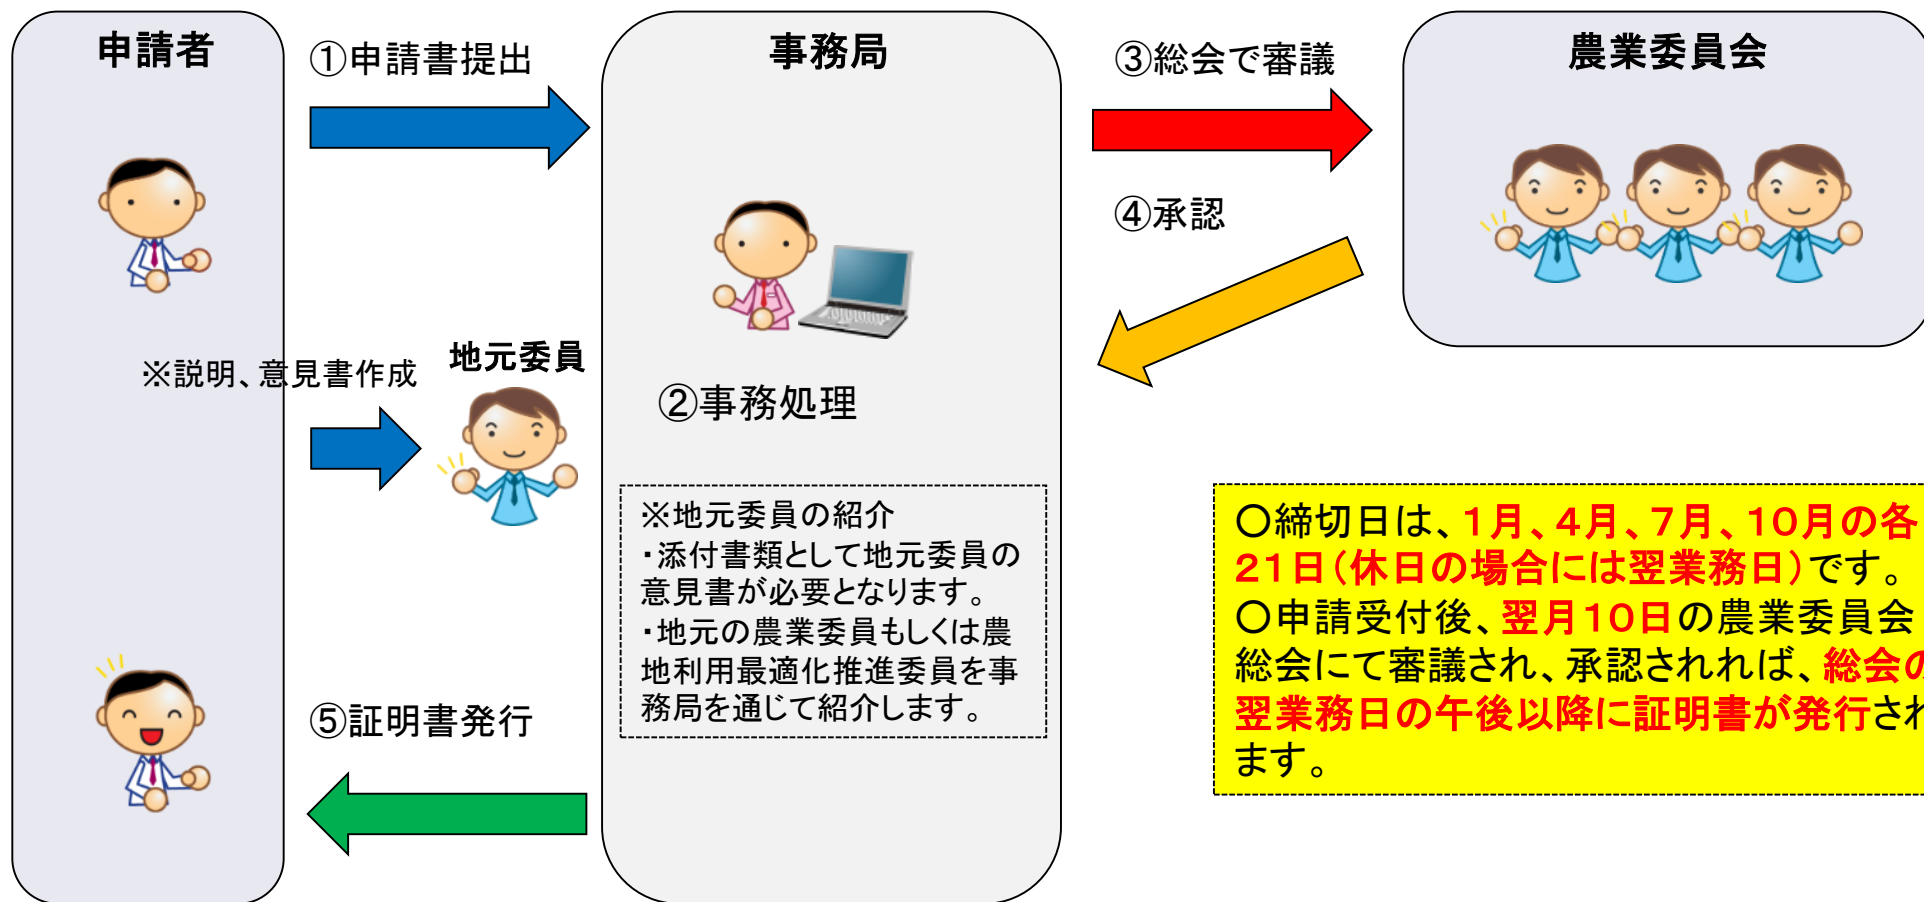 申請者
①申請書提出
事務局
③総会で審議
農業委員会
④承認
※説明、意見書作成
地元委員
②事務処理
※地元委員の紹介
・添付書類として地元委員の
意見書が必要となります。
・地元の農業委員もしくは農
地利用最適化推進委員を事
務局を通じて紹介します。
⑤証明書発行
○締切日は、1月、4月、7月、10月の各
21日(休日の場合には翌業務日)です。
○申請受付後、翌月10日の農業委員会
総会にて審議され、承認されれば、総会の
翌業務日の午後以降に証明書が発行され
ます。